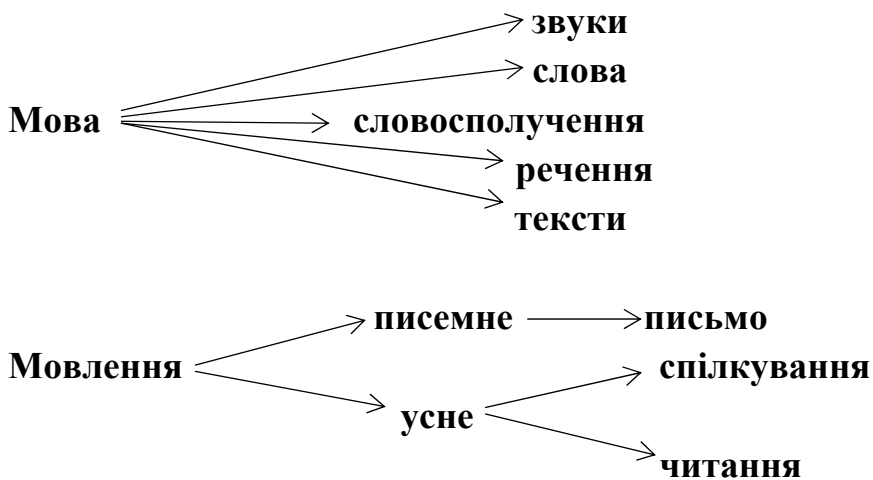 звуки
слова
Мова
словосполучення
речення
тексти
писемне письмо
Мовлення
спілкування
усне
читання